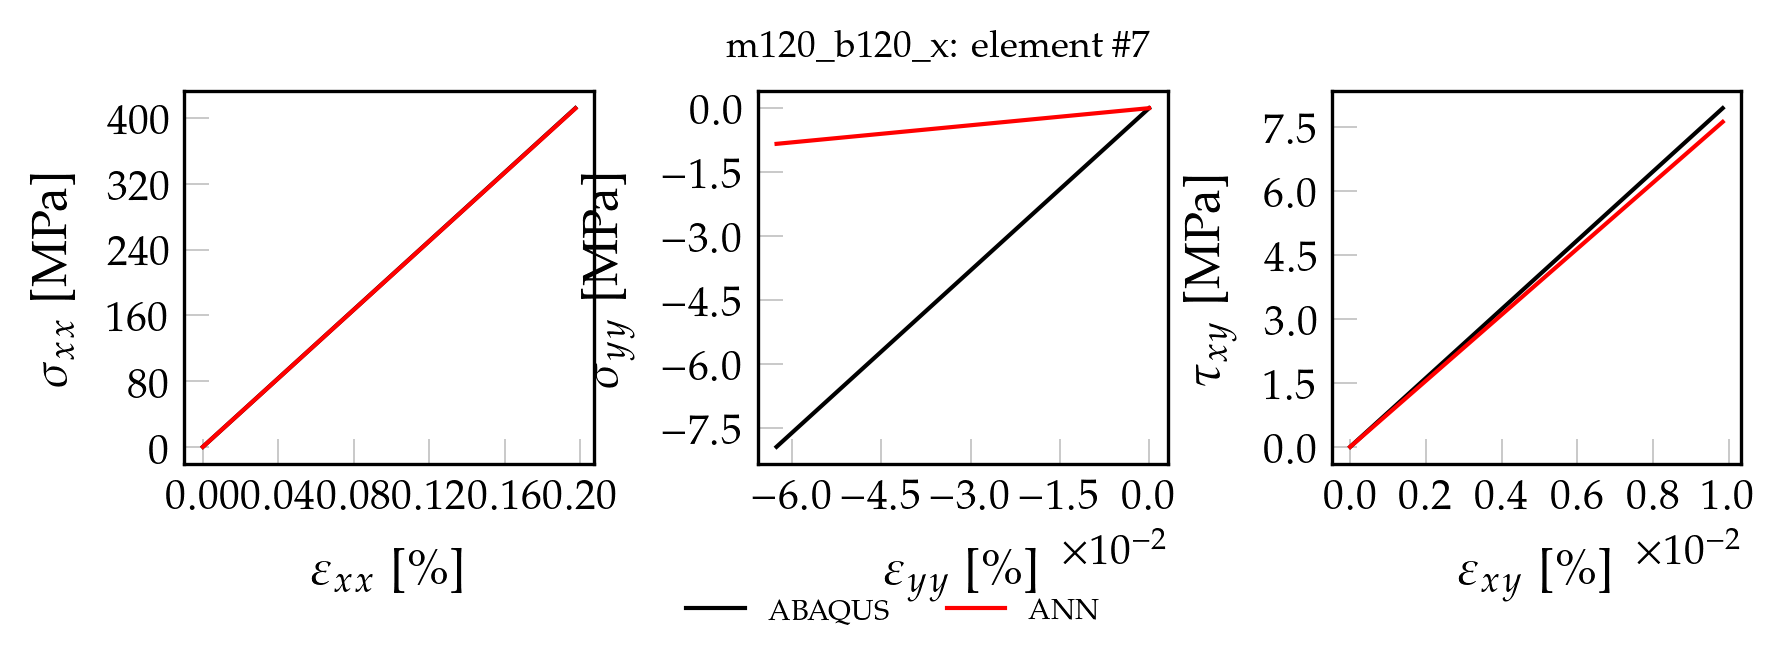 m120_b120_x: element #7
σxx [MPa]
400
320
240
160
80
0
0.00 0.04 0.08 0.12 0.16 0.20
εxx [%]
σyy [MPa]
0.0
−1.5
−3.0
−4.5
−6.0
−7.5
−6.0 −4.5 −3.0 −1.5 0.0
×10−2
εyy [%]
τxy [MPa]
7.5
6.0
4.5
3.0
1.5
0.0
0.0 0.2 0.4 0.6 0.8 1.0
×10−2
εxy [%]
ABAQUS ANN